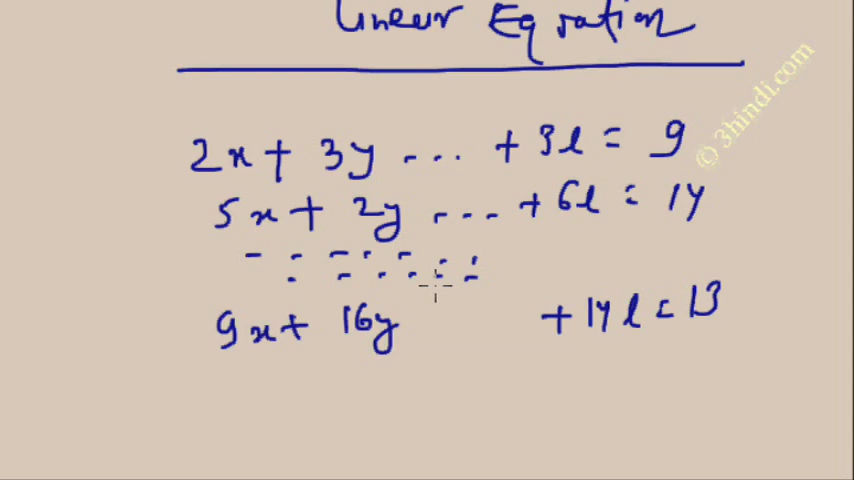 Linear Equation
2x + 3y ... + 3l = 9
5x + 2y ... + 6l = 14
9x + 16y + 14l = 13
© 3hindi.com